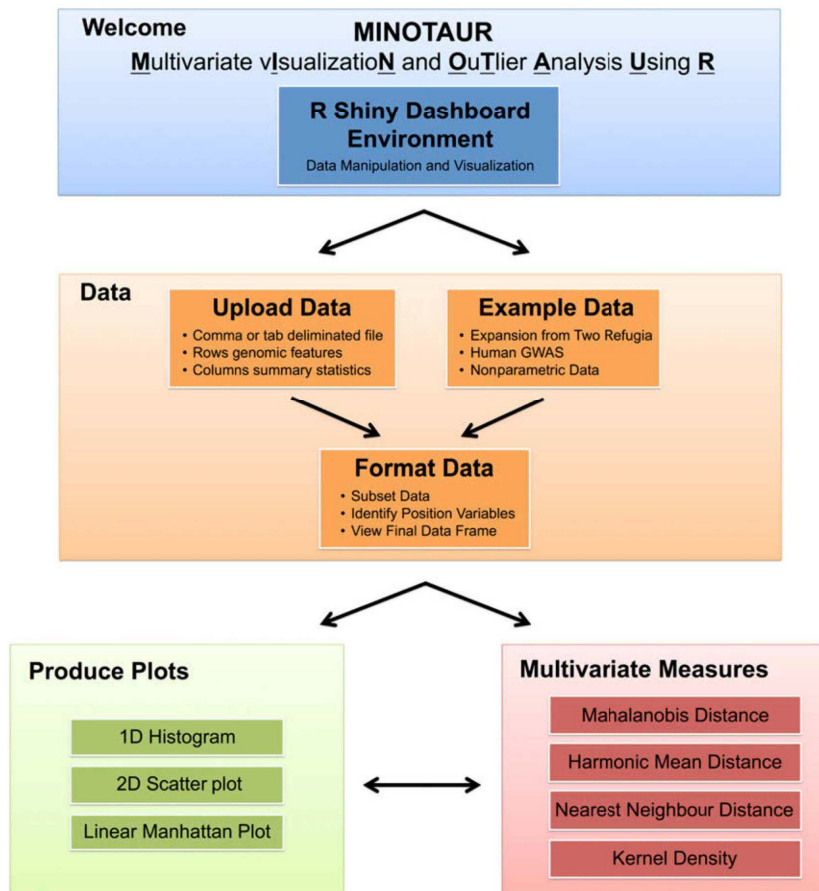 Welcome
MINOTAUR
Multivariate vIsualizatioN and OuTlier Analysis Using R
R Shiny Dashboard
Environment
Data Manipulation and Visualization
Data
Upload Data
• Comma or tab deliminated file
• Rows genomic features
• Columns summary statistics
Example Data
• Expansion from Two Refugia
• Human GWAS
• Nonparametric Data
Format Data
• Subset Data
• Identify Position Variables
• View Final Data Frame
Produce Plots
1D Histogram
2D Scatter plot
Linear Manhattan Plot
Multivariate Measures
Mahalanobis Distance
Harmonic Mean Distance
Nearest Neighbour Distance
Kernel Density